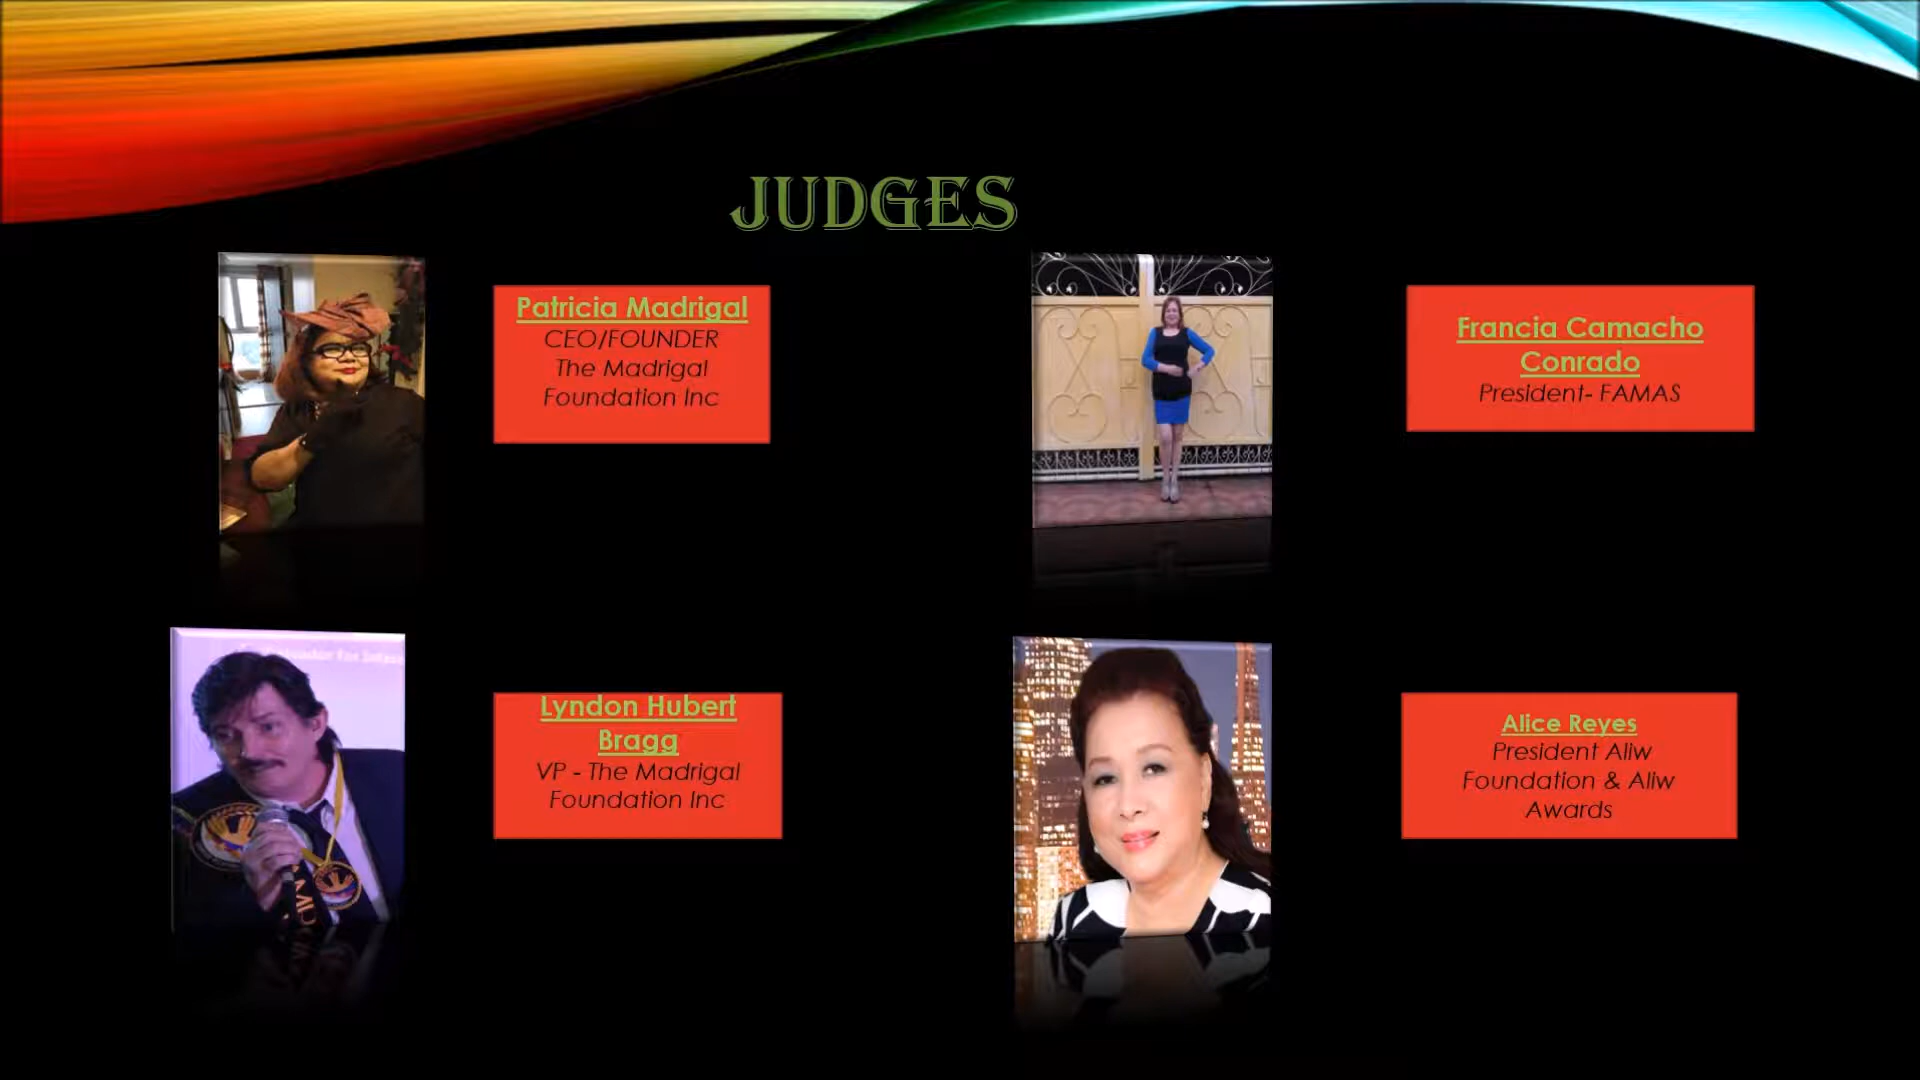 JUDGES
Patricia Madrigal
CEO/FOUNDER
The Madrigal
Foundation Inc
Francia Camacho
Conrado
President- FAMAS
Lyndon Hubert
Bragg
VP - The Madrigal
Foundation Inc
Alice Reyes
President Aliw
Foundation & Aliw
Awards